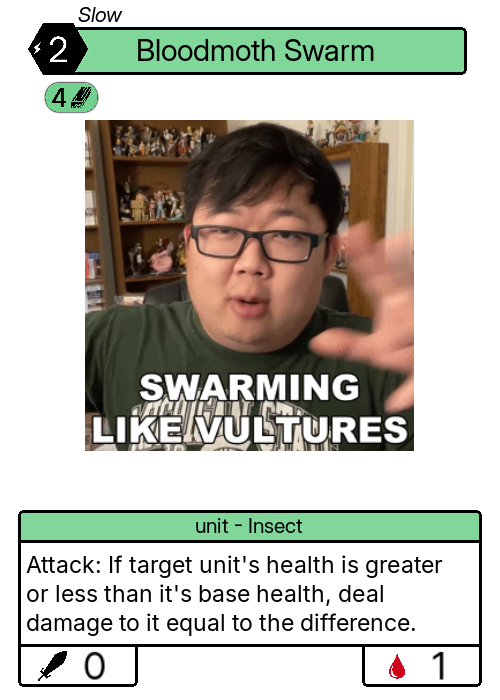 Slow
2
Bloodmoth Swarm
4
SWARMING
LIKE VULTURES
unit - Insect
Attack: If target unit's health is greater
or less than it's base health, deal
damage to it equal to the difference.
0
1